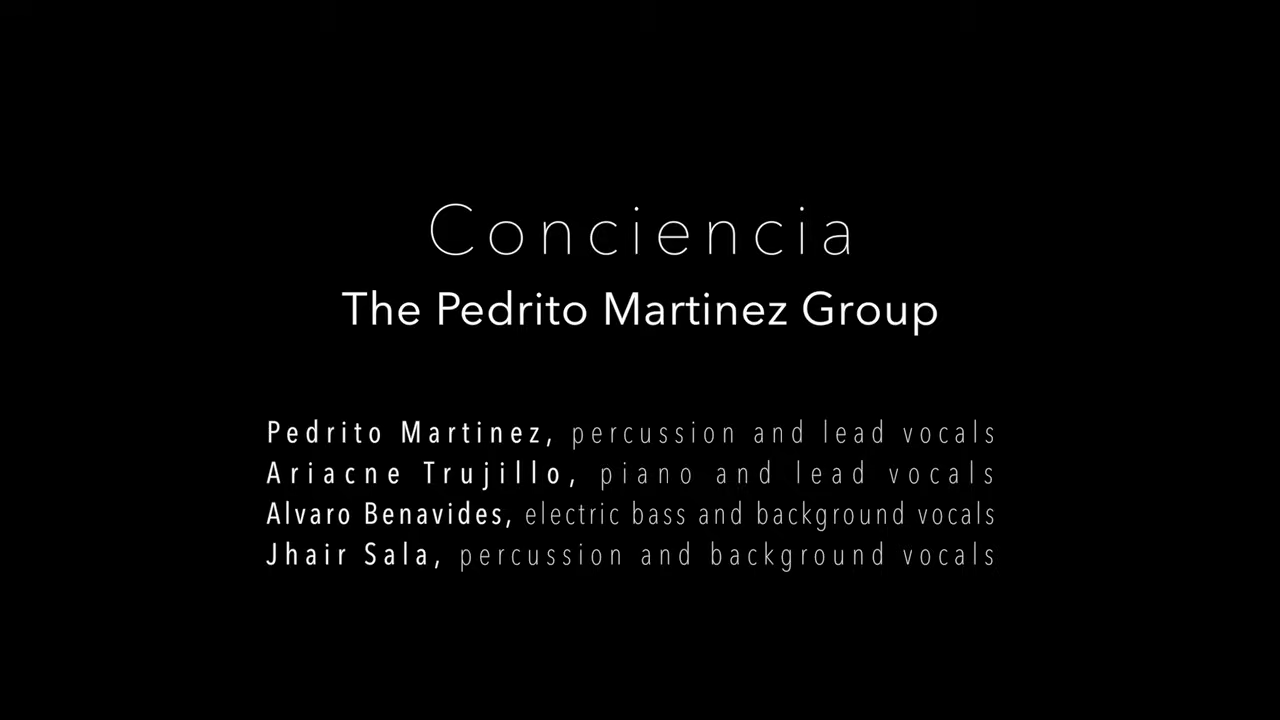 Conciencia
The Pedrito Martinez Group
Pedrito Martinez, percussion and lead vocals
Ariacne Trujillo, piano and lead vocals
Alvaro Benavides, electric bass and background vocals
Jhair Sala, percussion and background vocals